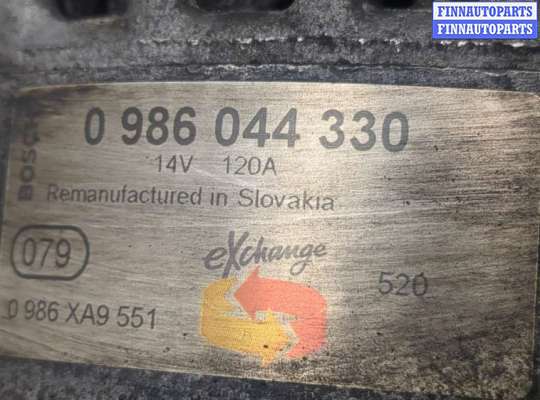 FINNAUTOPARTS
FINNAUTOPARTS
BOSCH
0 986 044 330
14V 120A
Remanufactured in Slovakia
079
eXchange
520
0 986 XA9 551